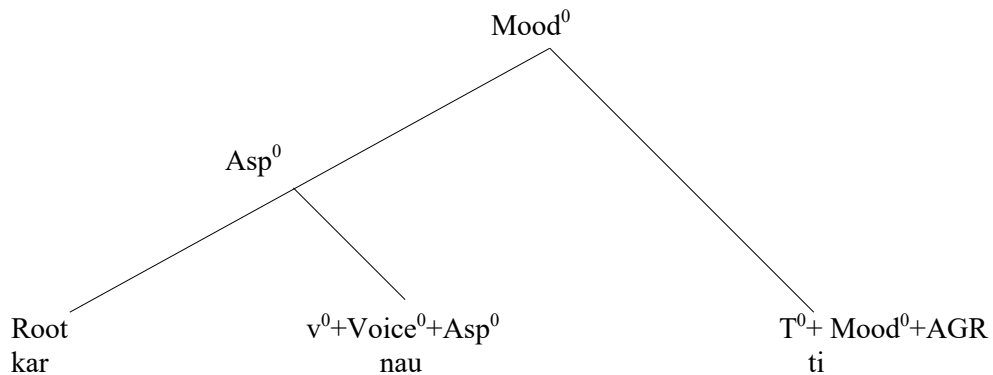 Mood⁰
Asp⁰
Root v⁰+Voice⁰+Asp⁰ T⁰+ Mood⁰+AGR
kar nau ti